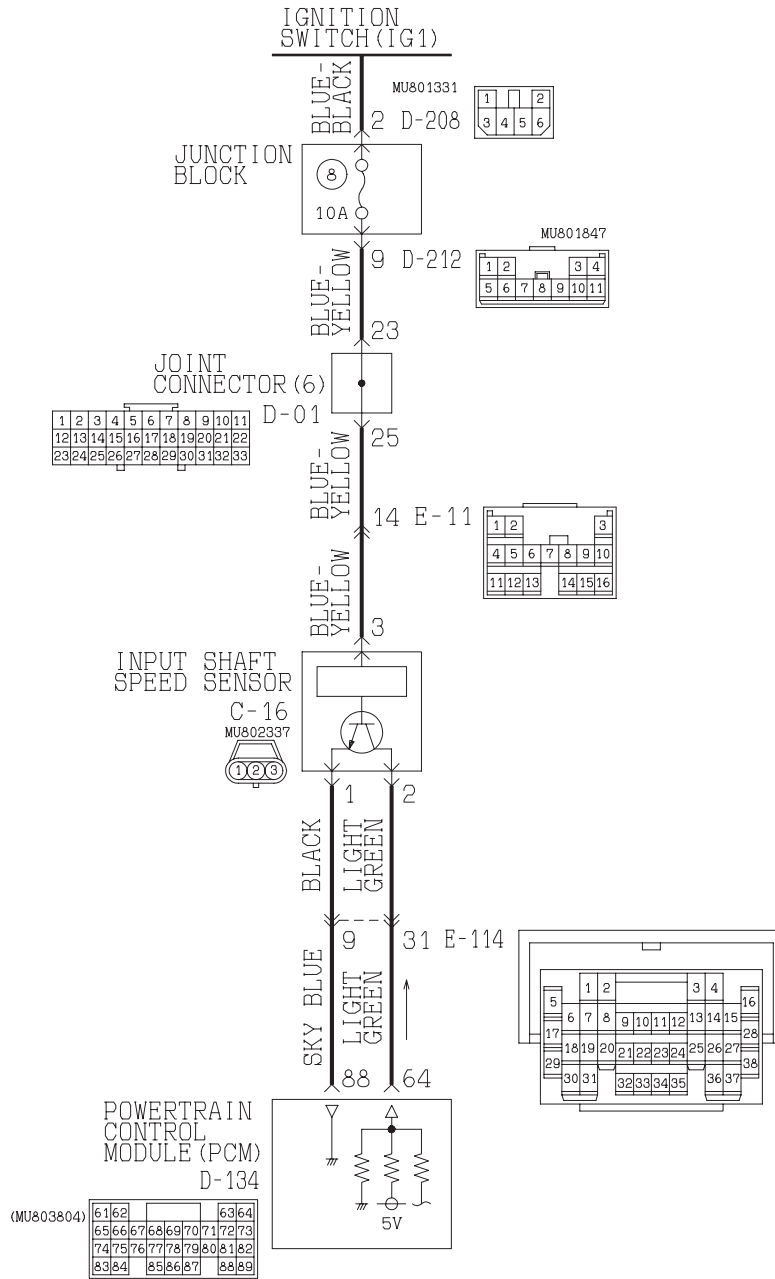 IGNITION
SWITCH(IG1)
BLUE-
BLACK
MU801331
1 2
3 4 5 6
2 D-208
JUNCTION
BLOCK
8
10A
MU801847
1 2 3 4
5 6 7 8 9 10 11
9 D-212
BLUE-
YELLOW
23
JOINT
CONNECTOR(6)
D-01
1 2 3 4 5 6 7 8 9 10 11
12 13 14 15 16 17 18 19 20 21 22
23 24 25 26 27 28 29 30 31 32 33
25
BLUE-
YELLOW
14 E-11
1 2 3
4 5 6 7 8 9 10
11 12 13 14 15 16
BLUE-
YELLOW
3
INPUT SHAFT
SPEED SENSOR
C-16
MU802337
1 2 3
1 2
BLACK
LIGHT
GREEN
9 31 E-114
SKY BLUE
LIGHT
GREEN
1 2 3 4
5 16
6 7 8 9 10 11 12 13 14 15
17 28
18 19 20 21 22 23 24 25 26 27
29 38
30 31 32 33 34 35 36 37
88 64
POWERTRAIN
CONTROL
MODULE(PCM)
D-134
5V
(MU803804)
61 62 63 64
65 66 67 68 69 70 71 72 73
74 75 76 77 78 79 80 81 82
83 84 85 86 87 88 89